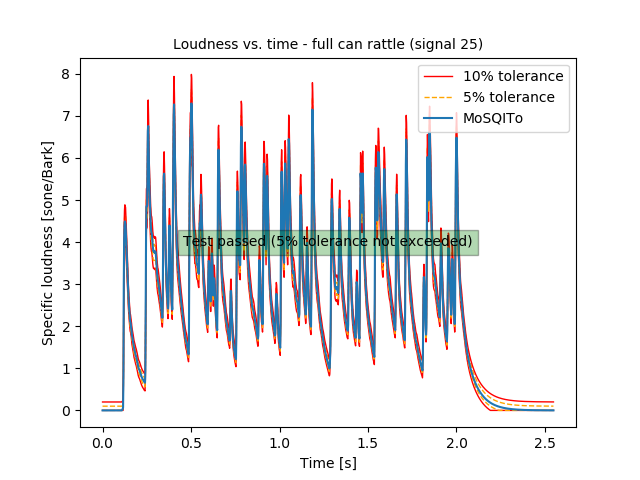 Loudness vs. time - full can rattle (signal 25)
10% tolerance
5% tolerance
MoSQITo
Test passed (5% tolerance not exceeded)
Specific loudness [sone/Bark]
8
7
6
5
4
3
2
1
0
0.0 0.5 1.0 1.5 2.0 2.5
Time [s]